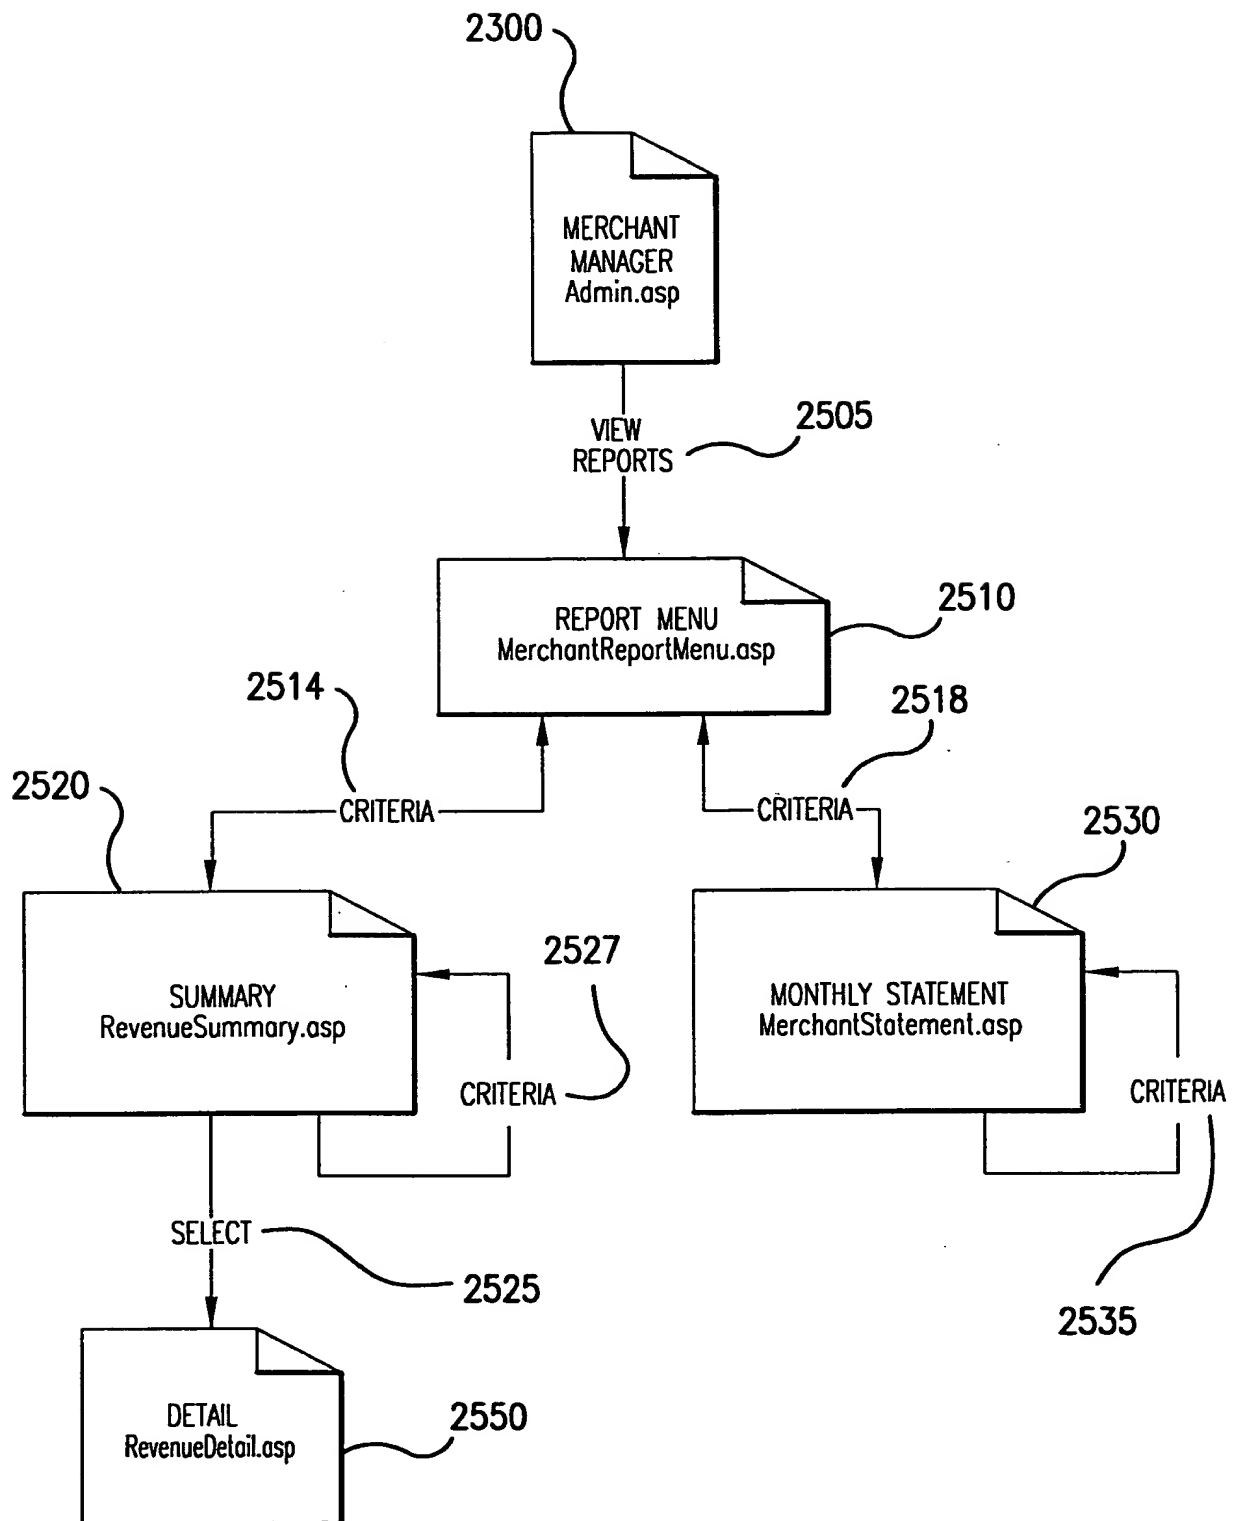 2300
MERCHANT
MANAGER
Admin.asp
VIEW
REPORTS
2505
REPORT MENU
MerchantReportMenu.asp
2510
2514
2518
CRITERIA
CRITERIA
2520
2530
SUMMARY
RevenueSummary.asp
2527
CRITERIA
MONTHLY STATEMENT
MerchantStatement.asp
CRITERIA
SELECT
2525
2535
DETAIL
RevenueDetail.asp
2550